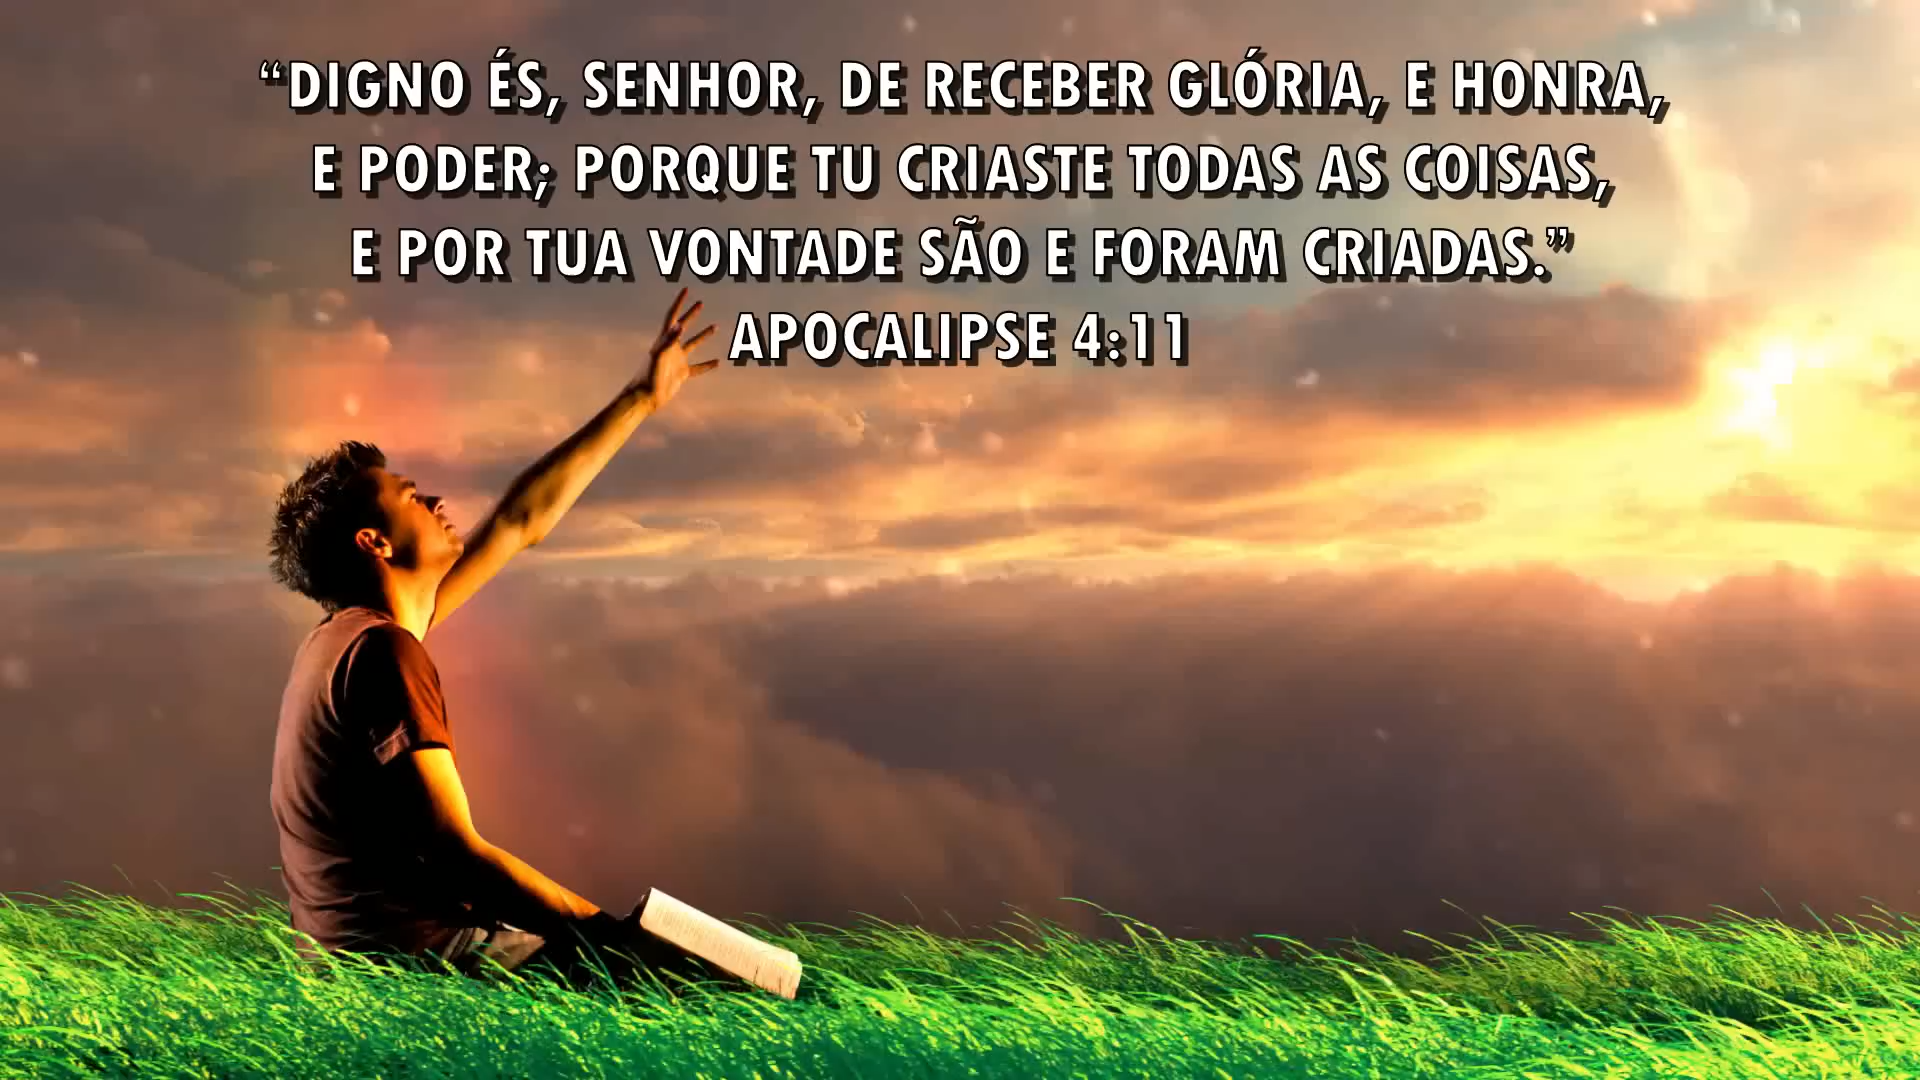 “DIGNO ÉS, SENHOR, DE RECEBER GLÓRIA, E HONRA,
E PODER; PORQUE TU CRIASTE TODAS AS COISAS,
E POR TUA VONTADE SÃO E FORAM CRIADAS.”
APOCALIPSE 4:11